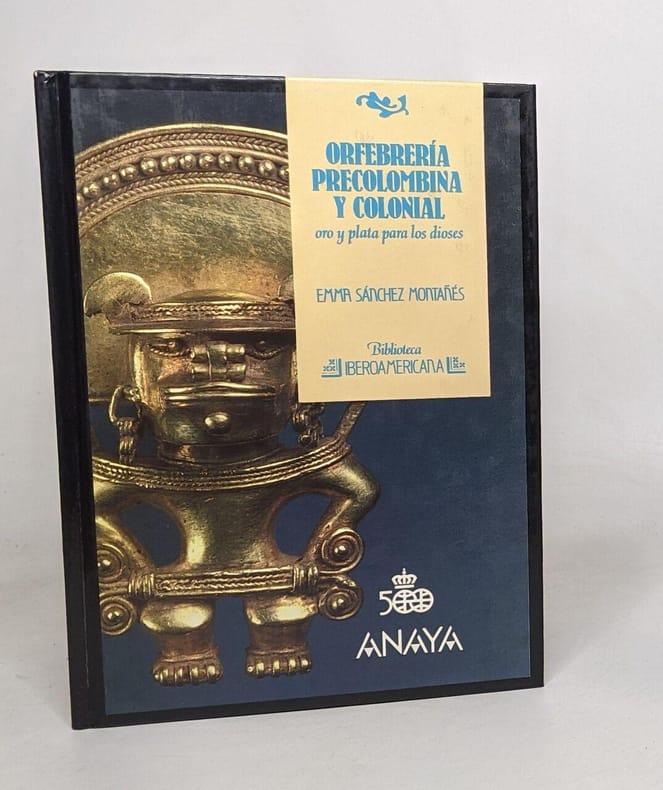 ORFEBRERÍA
PRECOLOMBINA
Y COLONIAL
oro y plata para los dioses
EMMA SÁNCHEZ MONTAÑÉS
Biblioteca
IBEROAMERICANA
500
ANAYA